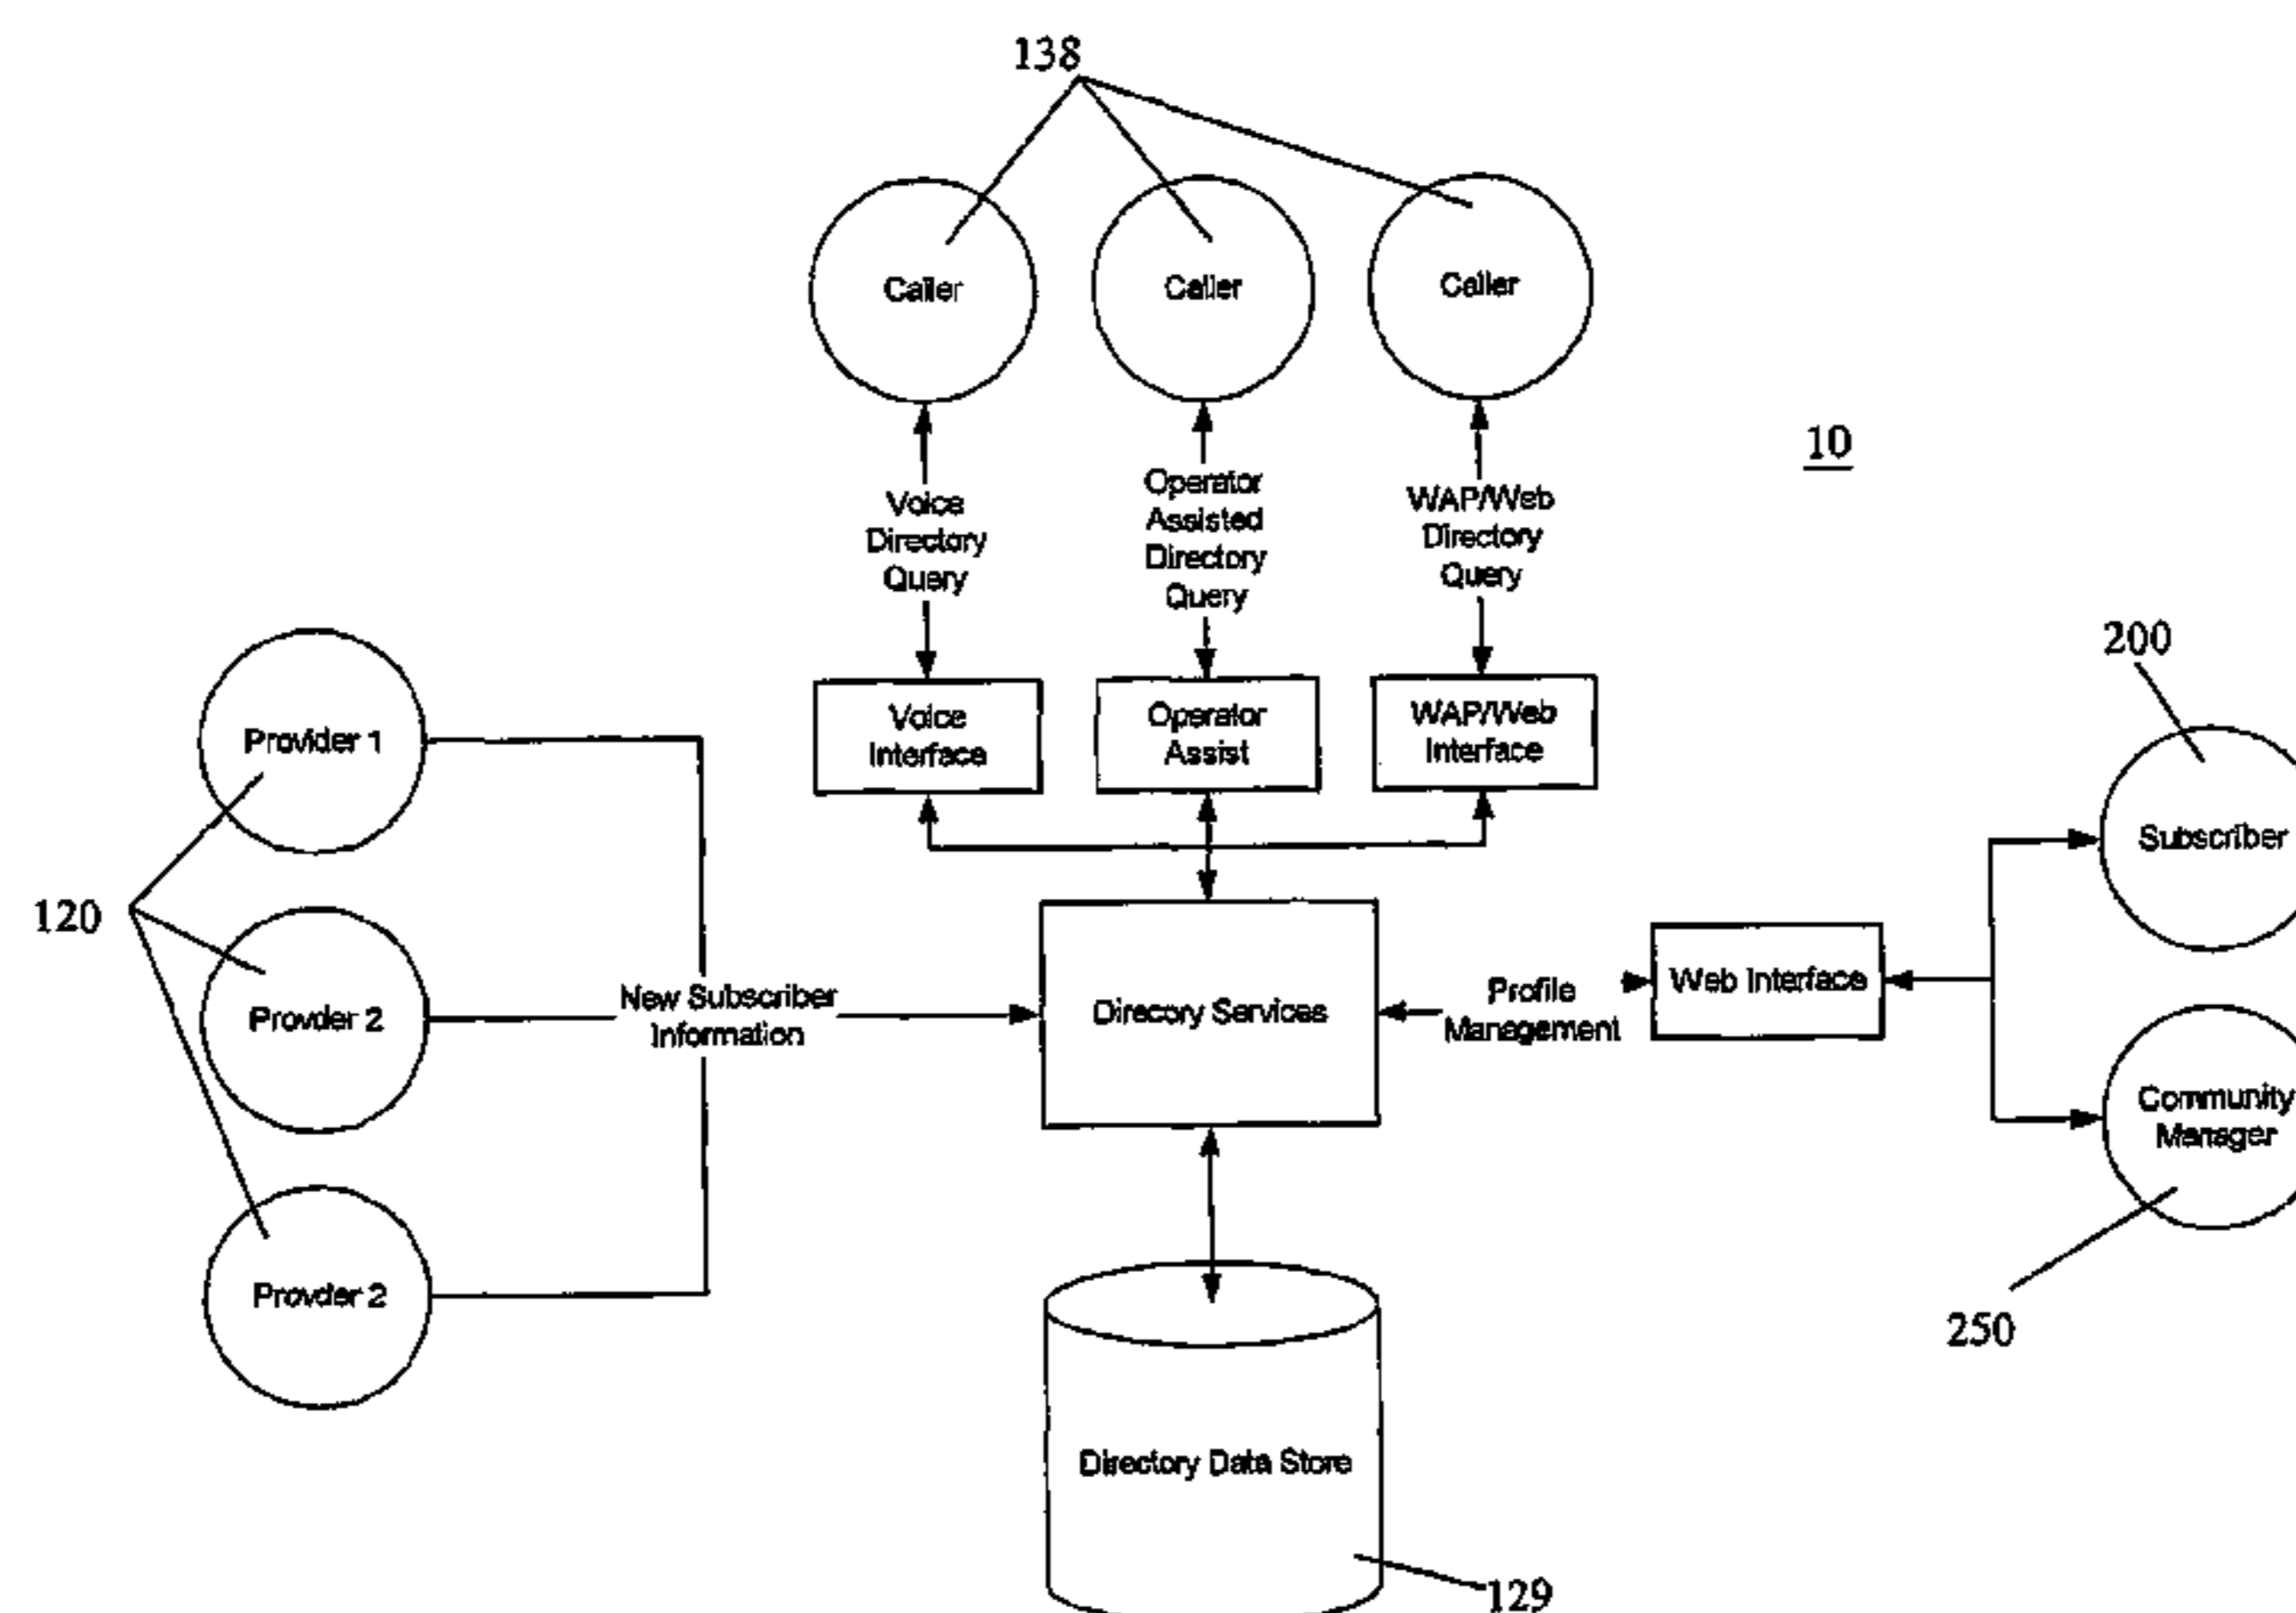 138
Caller
Caller
Caller
10
Voice
Directory
Query
Operator
Assisted
Directory
Query
WAP/Web
Directory
Query
200
Voice
Interface
Operator
Assist
WAP/Web
Interface
Provider 1
Subscriber
120
Provder 2
New Subscriber
Information
Direcory Services
Profile
Management
Web Interface
Community
Manager
Provder 2
250
Directory Data Store
129